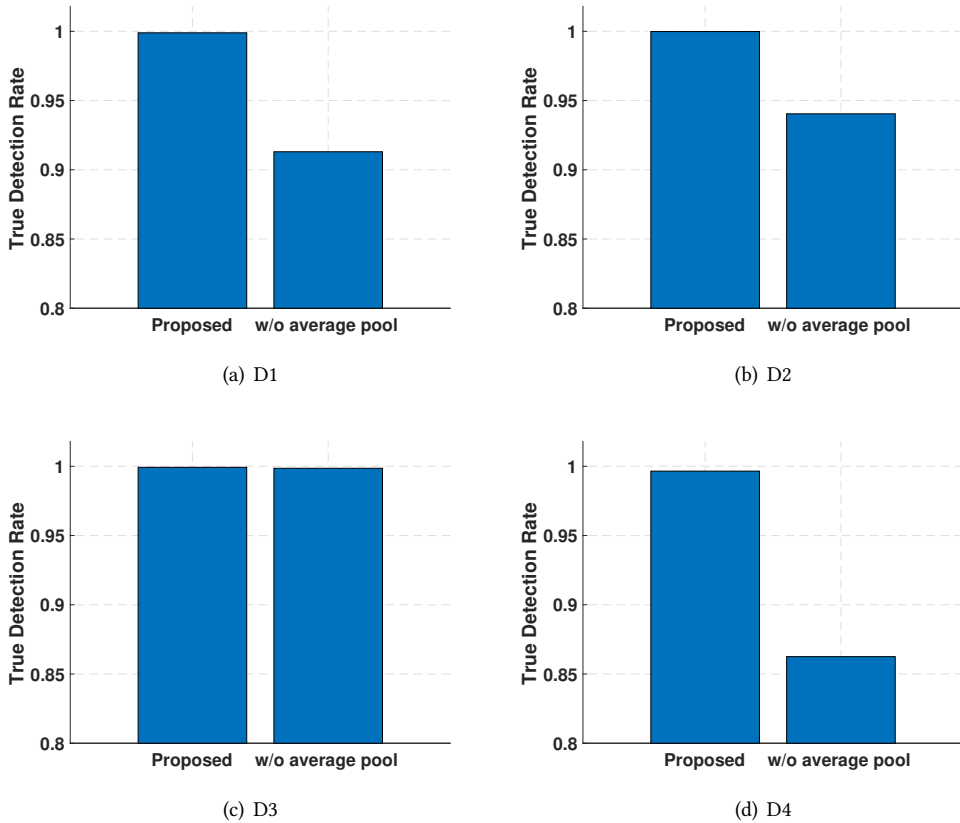 True Detection Rate
1
0.95
0.9
0.85
0.8
Proposed w/o average pool
(a) D1
True Detection Rate
1
0.95
0.9
0.85
0.8
Proposed w/o average pool
(b) D2
True Detection Rate
1
0.95
0.9
0.85
0.8
Proposed w/o average pool
(c) D3
True Detection Rate
1
0.95
0.9
0.85
0.8
Proposed w/o average pool
(d) D4